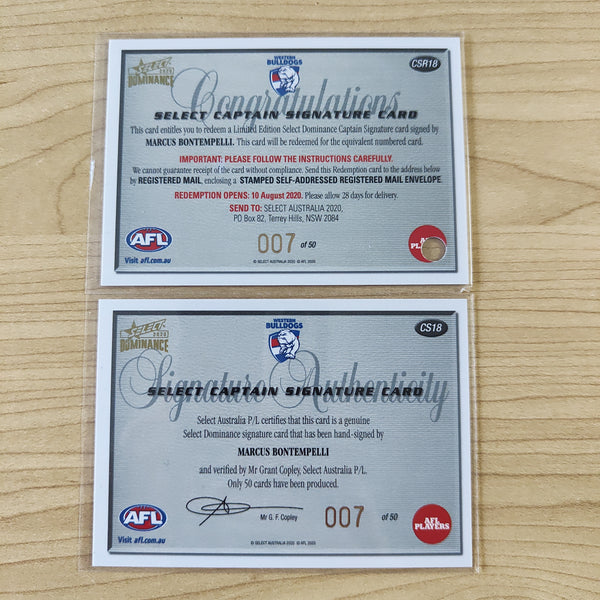 SELECT
2020
DOMINANCE
WESTERN
BULLDOGS
CSR18
Congratulations
SELECT CAPTAIN SIGNATURE CARD
This card entitles you to redeem a Limited Edition Select Dominance Captain Signature card signed by
MARCUS BONTEMPELLI. This card will be redeemed for the equivalent numbered card.
IMPORTANT: PLEASE FOLLOW THE INSTRUCTIONS CAREFULLY.
We cannot guarantee receipt of the card without compliance. Send this Redemption card to the address below
by REGISTERED MAIL, enclosing a STAMPED SELF-ADDRESSED REGISTERED MAIL ENVELOPE.
REDEMPTION OPENS: 10 August 2020. Please allow 28 days for delivery.
SEND TO: SELECT AUSTRALIA 2020,
PO Box 82, Terrey Hills, NSW 2084
AFL
007 of 50
AFL
PLAYERS
Visit afl.com.au
© SELECT AUSTRALIA 2020 © AFL 2020
SELECT
2020
DOMINANCE
WESTERN
BULLDOGS
CS18
Signature Authenticity
SELECT CAPTAIN SIGNATURE CARD
Select Australia P/L certifies that this card is a genuine
Select Dominance signature card that has been hand-signed by
MARCUS BONTEMPELLI
and verified by Mr Grant Copley, Select Australia P/L.
Only 50 cards have been produced.
AFL
Mr G. F. Copley
007 of 50
AFL
PLAYERS
Visit afl.com.au
© SELECT AUSTRALIA 2020 © AFL 2020